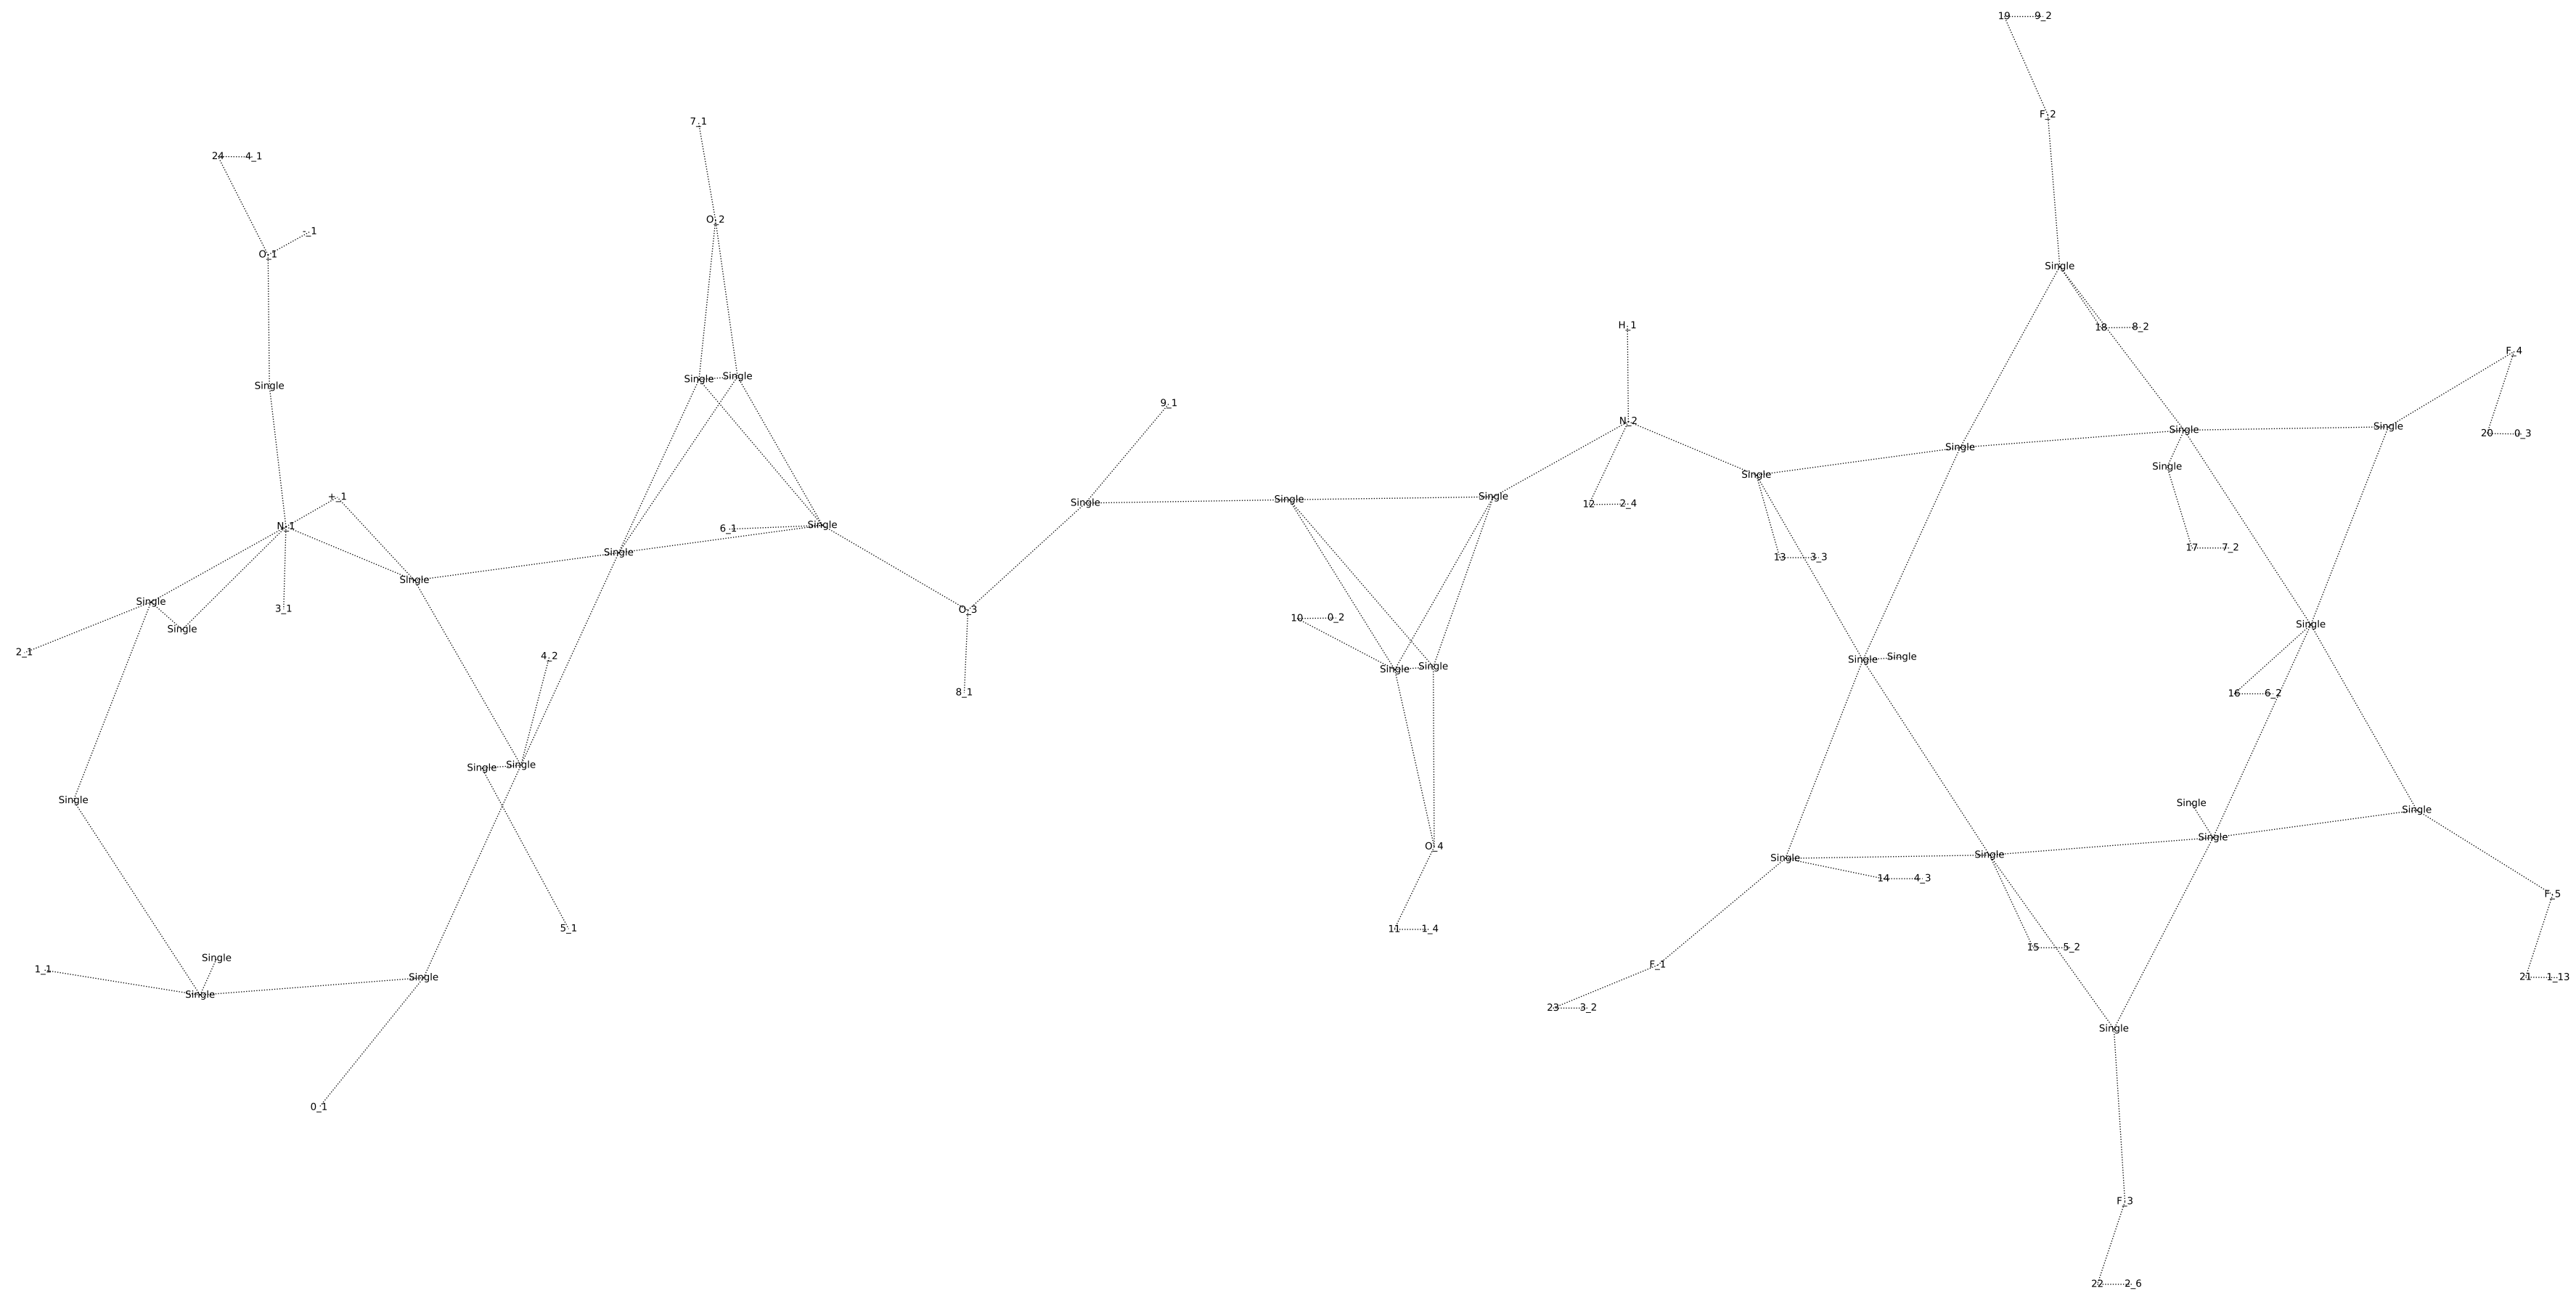 19 9_2
F_2
7_1
24 4_1
O_2
-_1
O_1
Single
18 8_2
H_1
F_4
Single Single
Single
9_1
N_2
Single
Single
20 0_3
Single
Single
Single
Single
+_1
Single
Single
12 2_4
Single
Single
6_1
N_1
17 7_2
Single
13 3_3
Single
Single
3_1
O_3
10 0_2
Single
Single
2_1
4_2
Single
Single
Single
Single
8_1
16 6_2
Single
Single
Single
Single
Single
Single
O_4
Single
Single
14 4_3
F_5
5_1
11 1_4
15 5_2
Single
F_1
1_1
Single
21 1_13
Single
23 3_2
Single
0_1
F_3
22 2_6